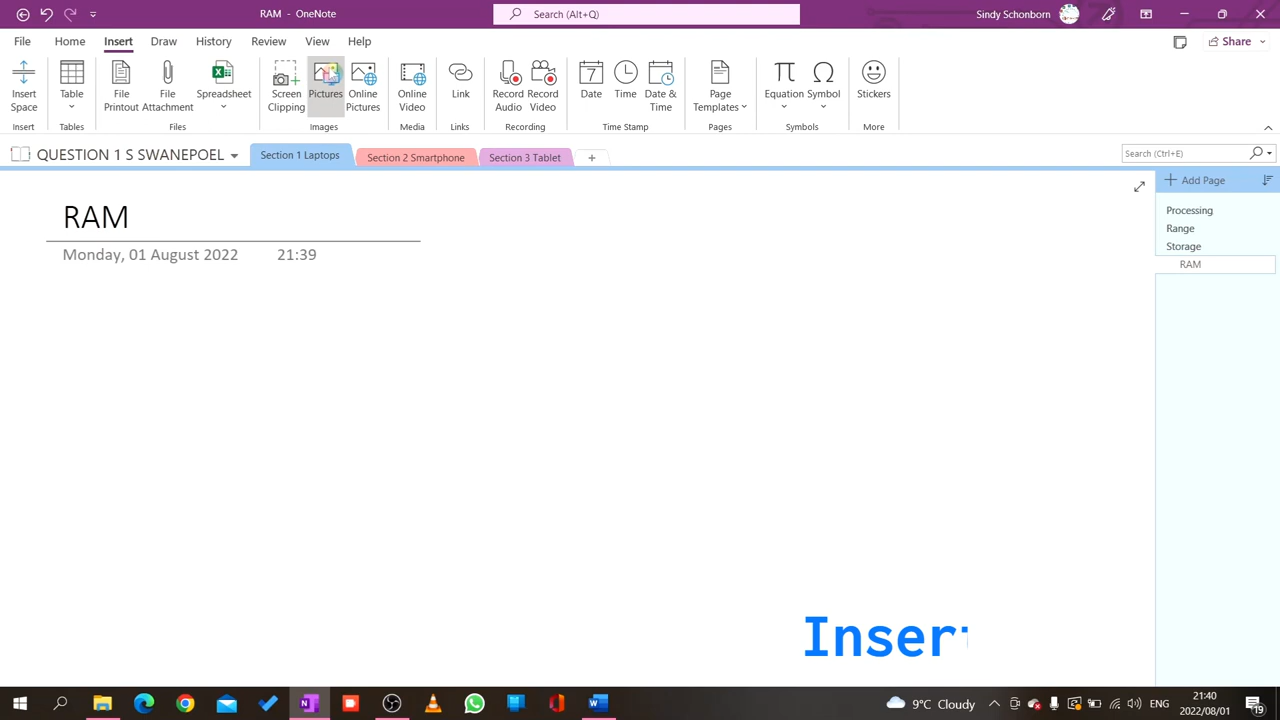 RAM - OneNote
Search (Alt+Q)
Sindy Schonborn
File Home Insert Draw History Review View Help
Share
Insert Space
Table
File Printout
File Attachment
Spreadsheet
Screen Clipping
Pictures
Online Pictures
Online Video
Link
Record Audio
Record Video
Date
Time
Date & Time
Page Templates
Equation
Symbol
Stickers
Insert Tables Files Images Media Links Recording Time Stamp Pages Symbols More
QUESTION 1 S SWANEPOEL
Section 1 Laptops
Section 2 Smartphone
Section 3 Tablet
Search (Ctrl+E)
Add Page
Processing
Range
Storage
RAM
RAM
Monday, 01 August 2022 21:39
Inser
9°C Cloudy
ENG
21:40
2022/08/01
19